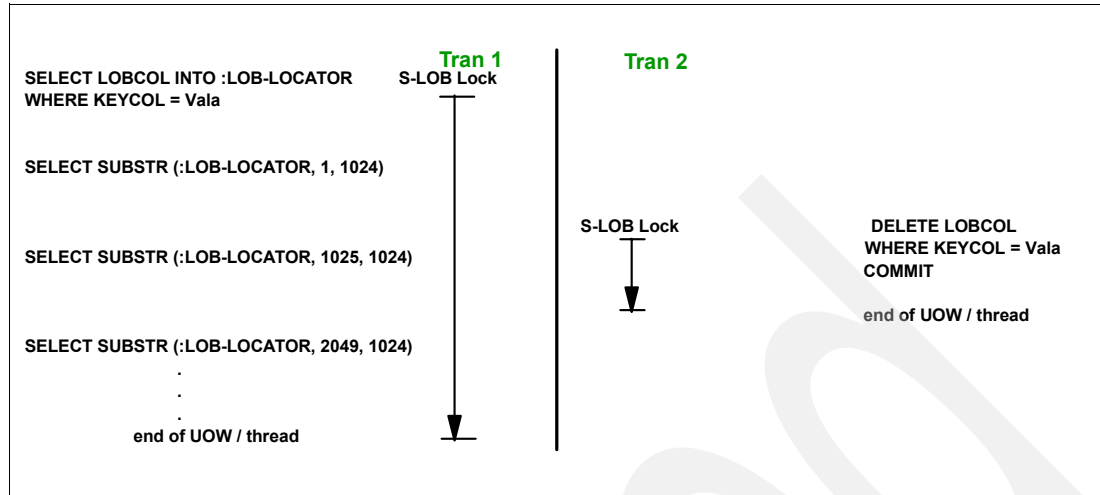 Tran 1
Tran 2
SELECT LOBCOL INTO :LOB-LOCATOR
WHERE KEYCOL = Vala
S-LOB Lock
SELECT SUBSTR (:LOB-LOCATOR, 1, 1024)
S-LOB Lock
DELETE LOBCOL
WHERE KEYCOL = Vala
COMMIT
SELECT SUBSTR (:LOB-LOCATOR, 1025, 1024)
end of UOW / thread
SELECT SUBSTR (:LOB-LOCATOR, 2049, 1024)
.
.
.
end of UOW / thread